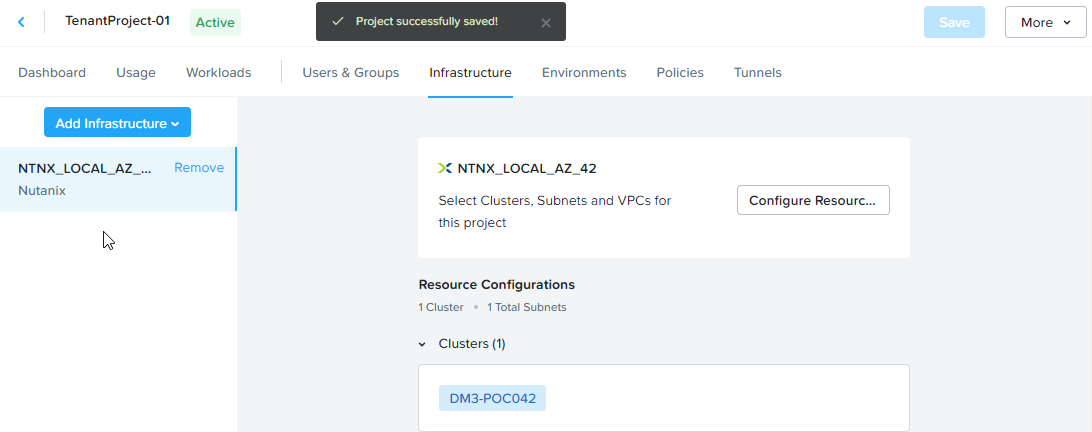 TenantProject-01
Active
Project successfully saved!
Save
More
Dashboard
Usage
Workloads
Users & Groups
Infrastructure
Environments
Policies
Tunnels
Add Infrastructure
NTNX_LOCAL_AZ_...
Remove
Nutanix
NTNX_LOCAL_AZ_42
Select Clusters, Subnets and VPCs for
this project
Configure Resourc...
Resource Configurations
1 Cluster
1 Total Subnets
Clusters (1)
DM3-POC042